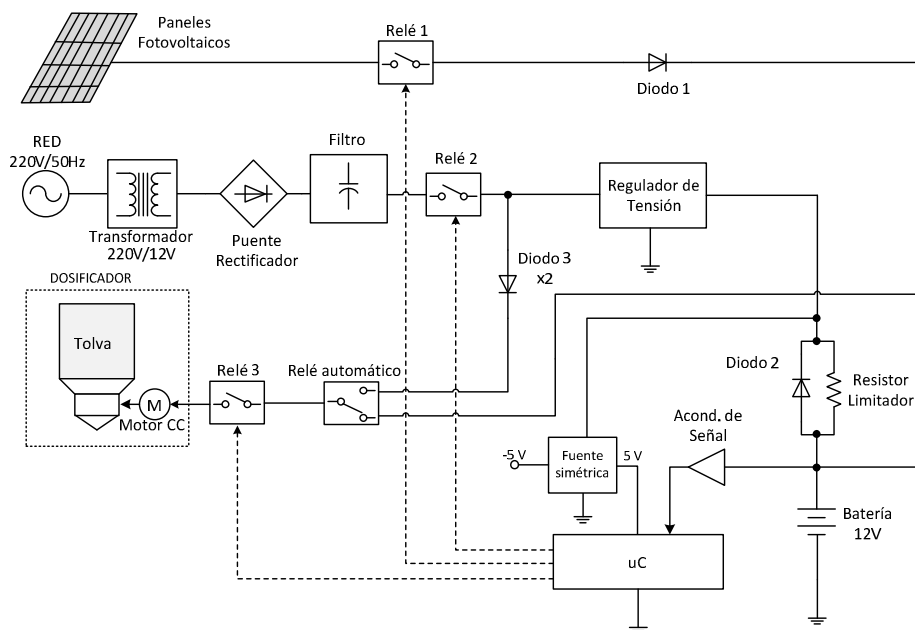 Paneles
Fotovoltaicos
Relé 1
Diodo 1
RED
220V/50Hz
Transformador
220V/12V
Puente
Rectificador
Filtro
Relé 2
Regulador de
Tensión
Diodo 3
x2
DOSIFICADOR
Tolva
M
Motor CC
Relé 3
Relé automático
Diodo 2
Resistor
Limitador
Acond. de
Señal
-5 V
Fuente
simétrica
5 V
Batería
12V
uC